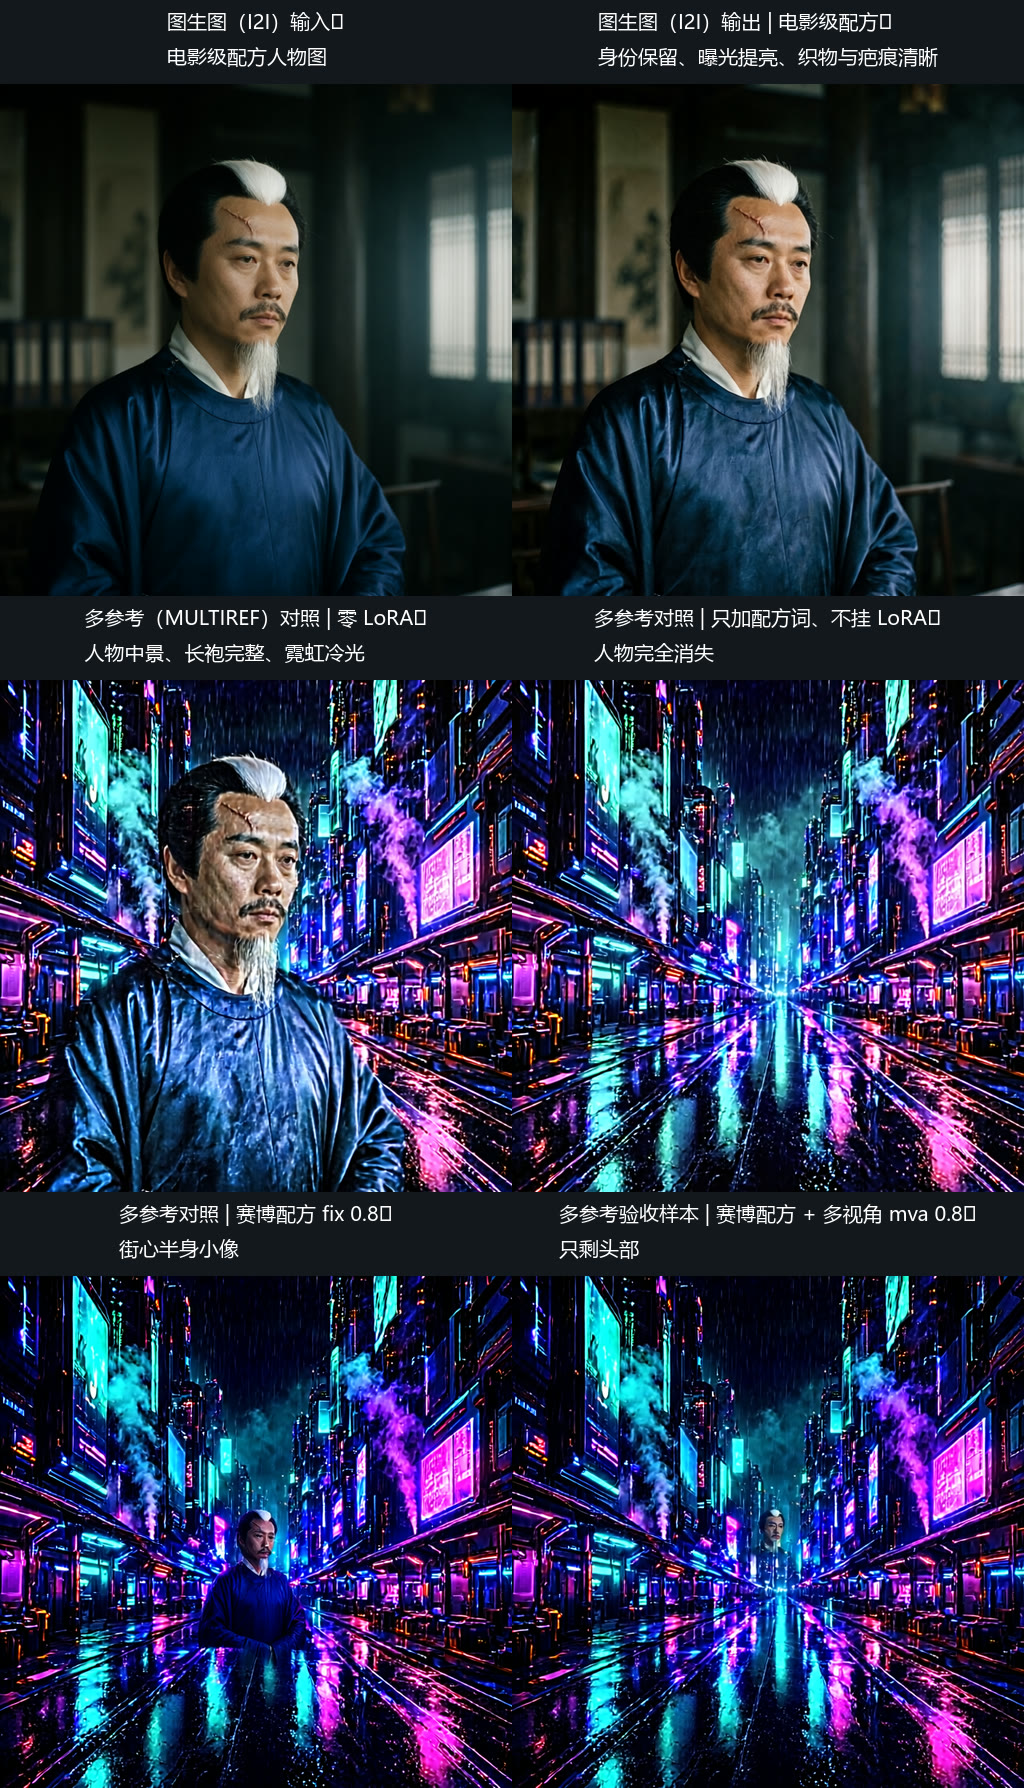 图生图（I2I）输入
电影级配方人物图
图生图（I2I）输出 | 电影级配方
身份保留、曝光提亮、织物与疤痕清晰
多参考（MULTIREF）对照 | 零 LoRA
人物中景、长袍完整、霓虹冷光
多参考对照 | 只加配方词、不挂 LoRA
人物完全消失
多参考对照 | 赛博配方 fix 0.8
街心半身小像
多参考验收样本 | 赛博配方 + 多视角 mva 0.8
只剩头部